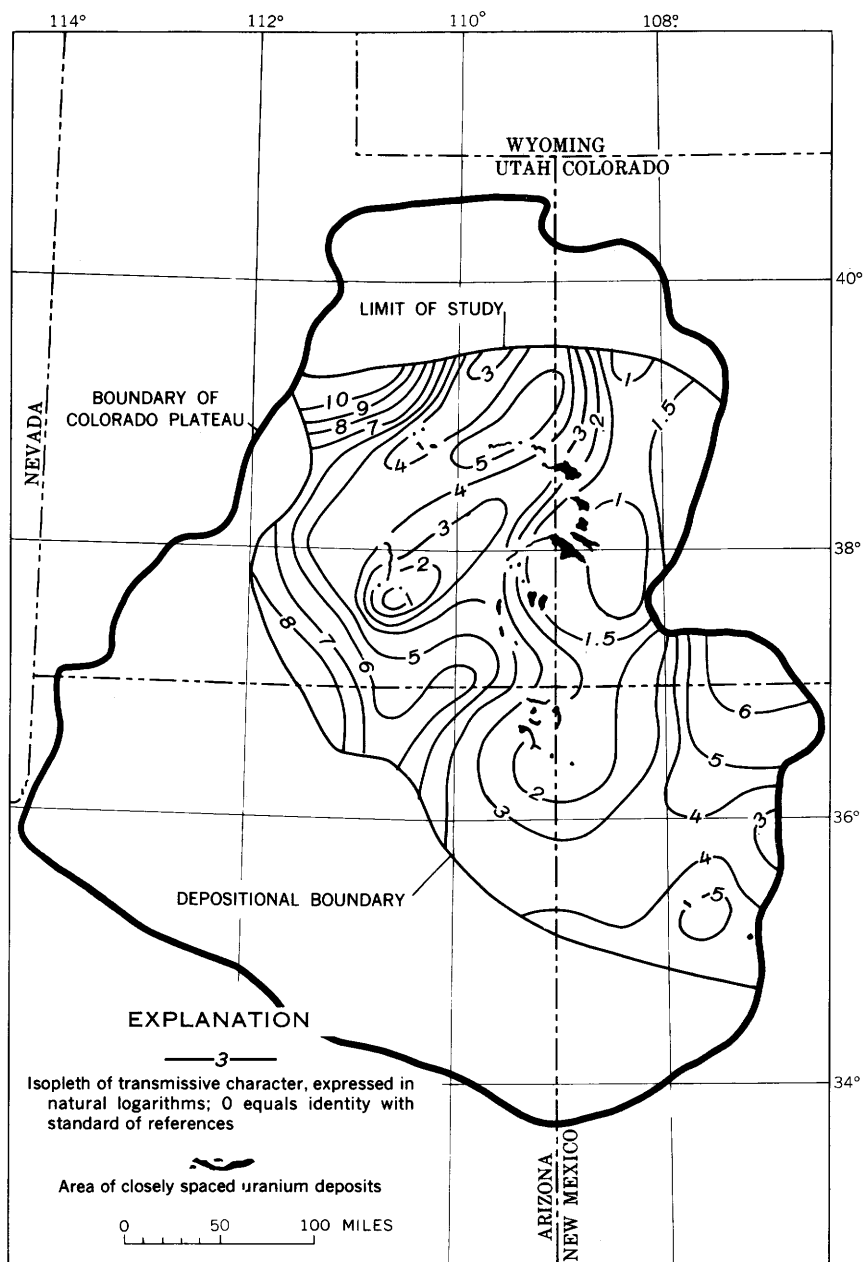 114°
112°
110°
108°
WYOMING
UTAH
COLORADO
40°
LIMIT OF STUDY
3
1
10
9
8
7
BOUNDARY OF
COLORADO PLATEAU
1.5
3
2
NEVADA
4
5
4
3
1
38°
2
1
8
7
6
5
1.5
6
5
2
3
4
3
36°
4
5
DEPOSITIONAL BOUNDARY
EXPLANATION
3
Isopleth of transmissive character, expressed in
natural logarithms; 0 equals identity with
standard of references
34°
Area of closely spaced uranium deposits
0 50 100 MILES
ARIZONA
NEW MEXICO